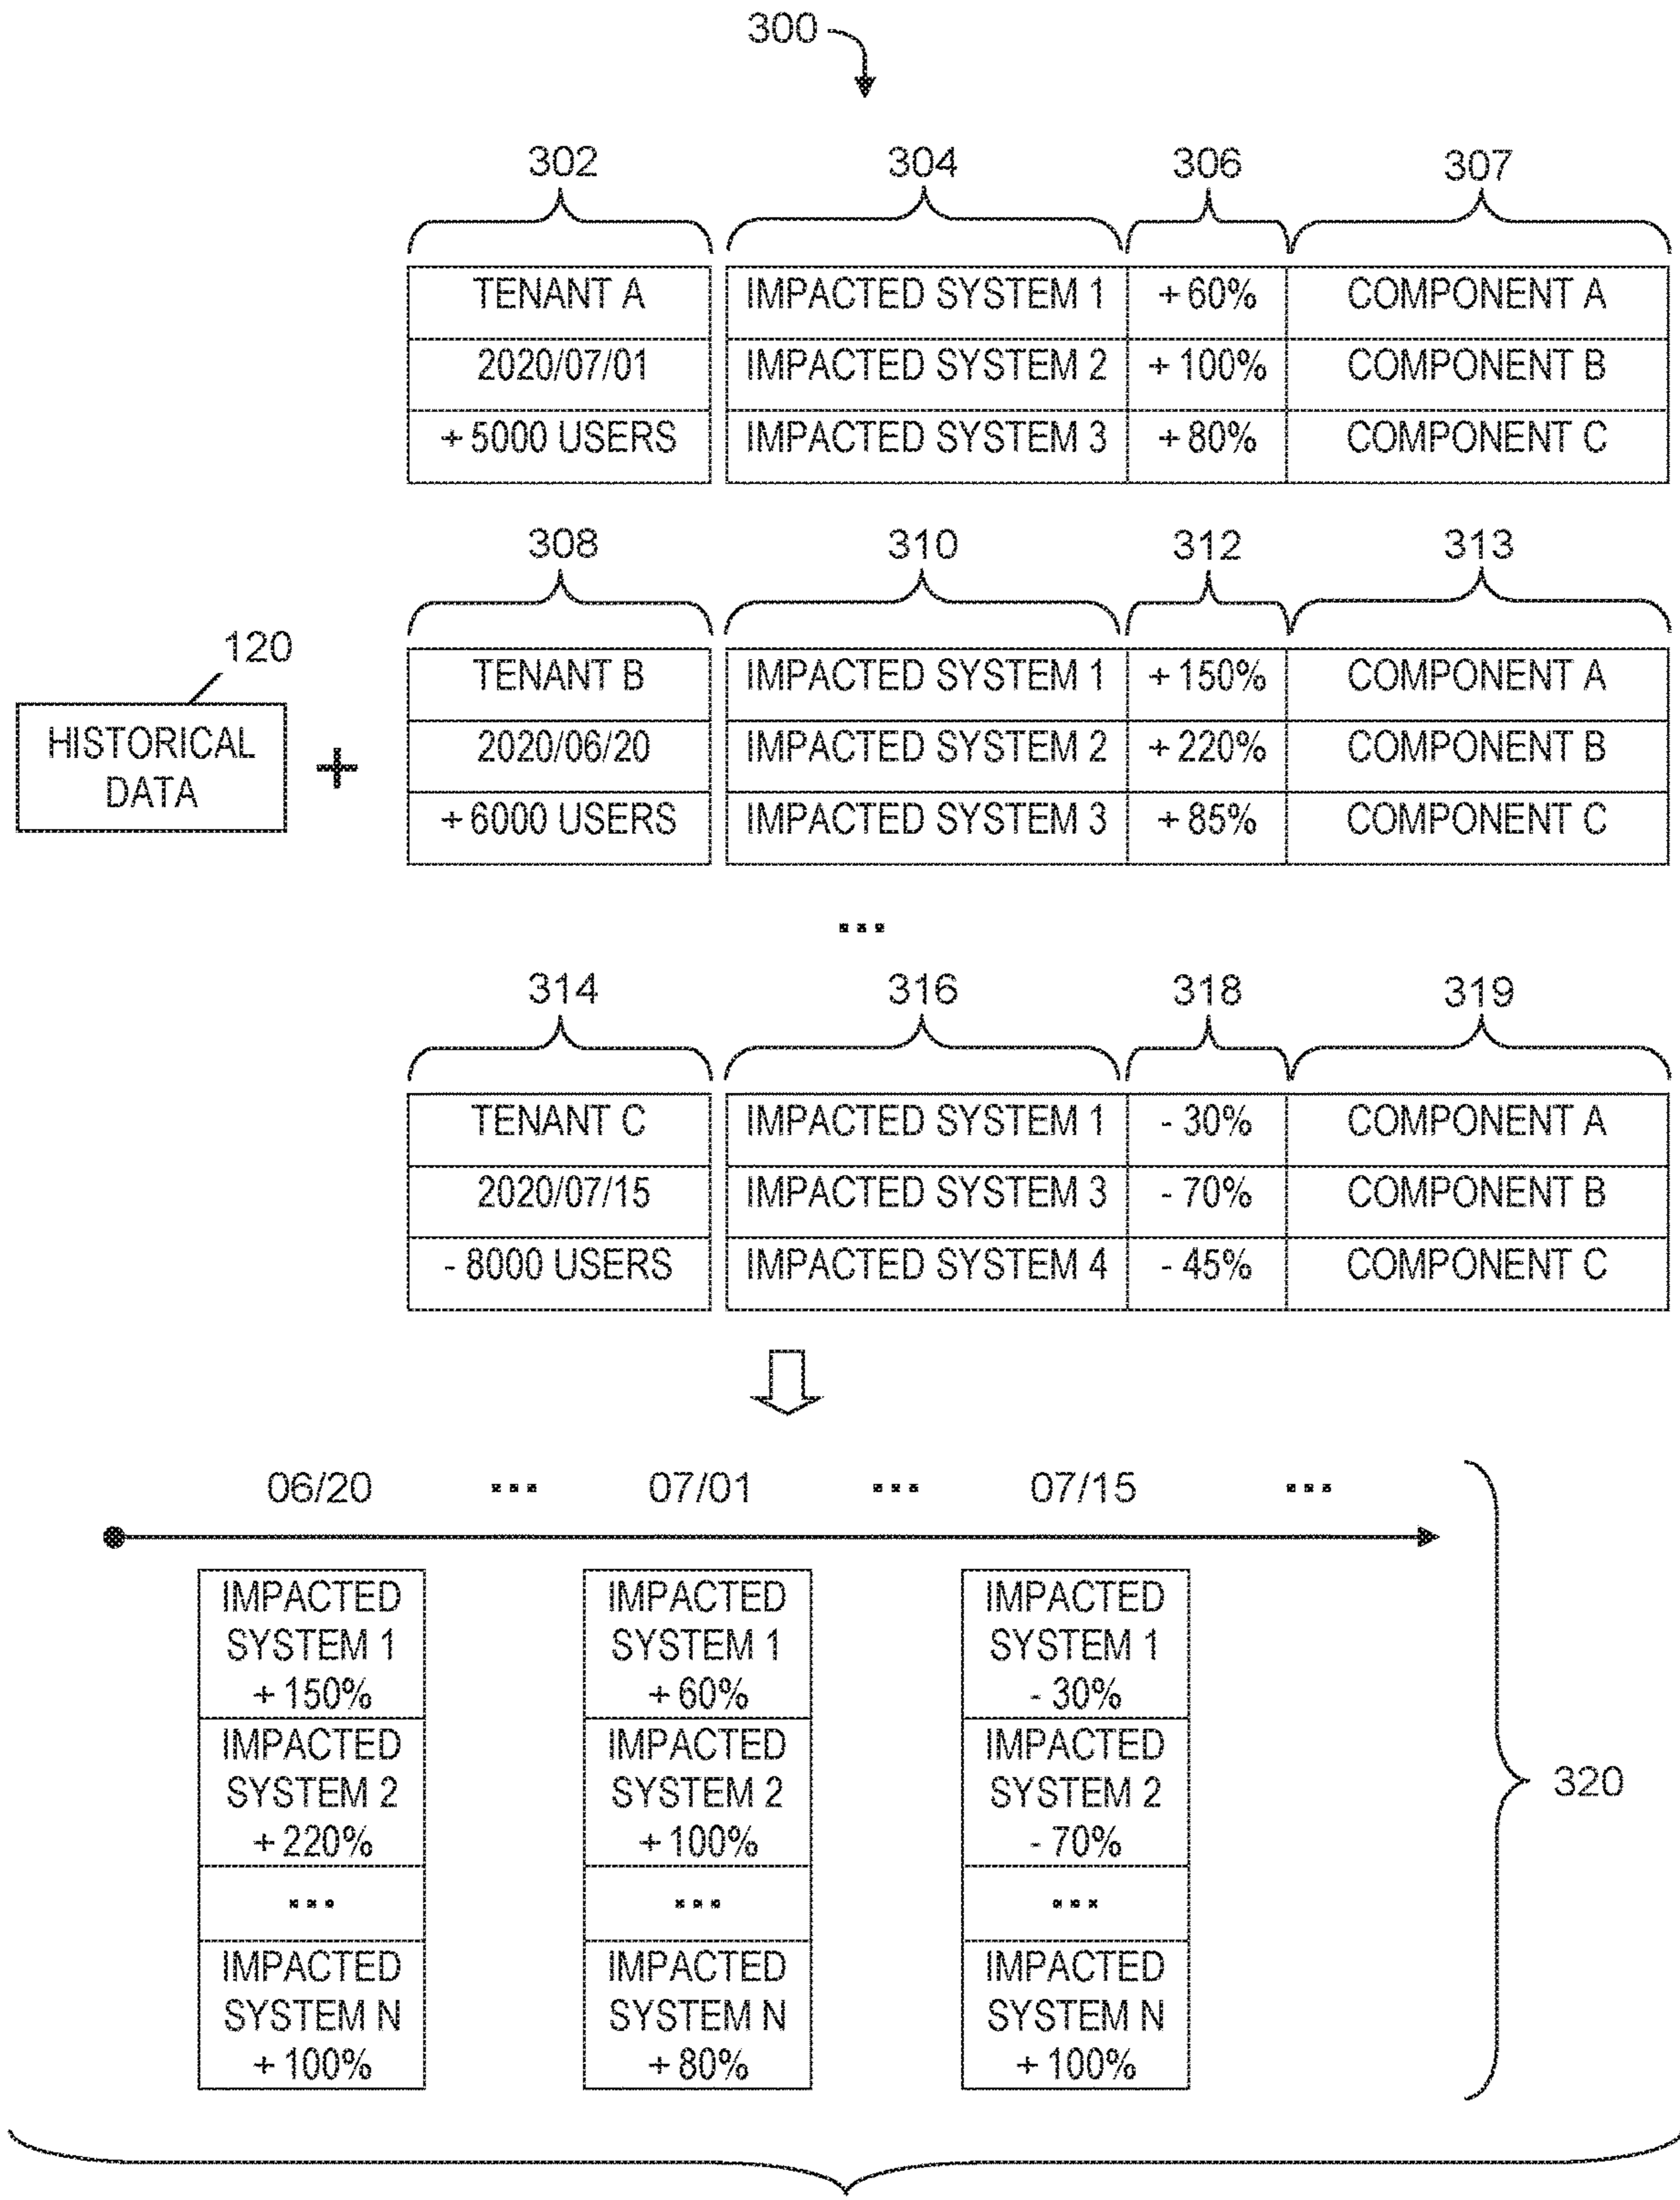 300
302 304 306 307
TENANT A IMPACTED SYSTEM 1 + 60% COMPONENT A
2020/07/01 IMPACTED SYSTEM 2 + 100% COMPONENT B
+ 5000 USERS IMPACTED SYSTEM 3 + 80% COMPONENT C
308 310 312 313
120
HISTORICAL
DATA
+
TENANT B IMPACTED SYSTEM 1 + 150% COMPONENT A
2020/06/20 IMPACTED SYSTEM 2 + 220% COMPONENT B
+ 6000 USERS IMPACTED SYSTEM 3 + 85% COMPONENT C
...
314 316 318 319
TENANT C IMPACTED SYSTEM 1 - 30% COMPONENT A
2020/07/15 IMPACTED SYSTEM 3 - 70% COMPONENT B
- 8000 USERS IMPACTED SYSTEM 4 - 45% COMPONENT C
06/20 ... 07/01 ... 07/15 ...
IMPACTED
SYSTEM 1
+ 150%
IMPACTED
SYSTEM 2
+ 220%
...
IMPACTED
SYSTEM N
+ 100%
IMPACTED
SYSTEM 1
+ 60%
IMPACTED
SYSTEM 2
+ 100%
...
IMPACTED
SYSTEM N
+ 80%
IMPACTED
SYSTEM 1
- 30%
IMPACTED
SYSTEM 2
- 70%
...
IMPACTED
SYSTEM N
+ 100%
320